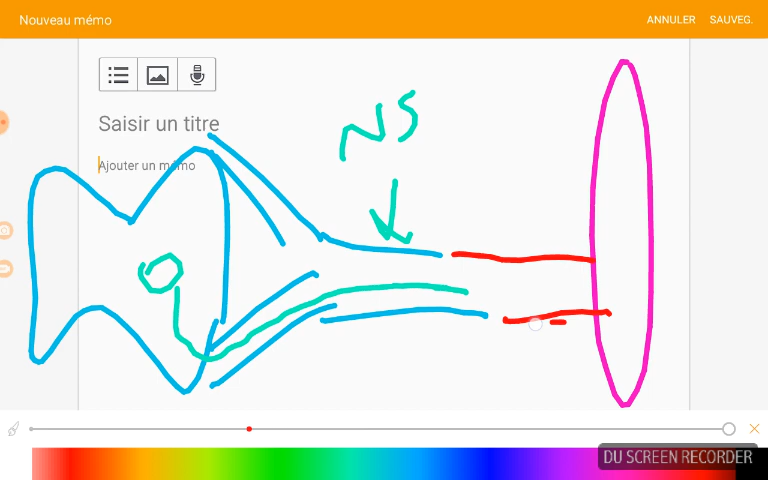 Nouveau mémo
ANNULER SAUVEG.
Saisir un titre
Ajouter un mémo
NS
DU SCREEN RECORDER